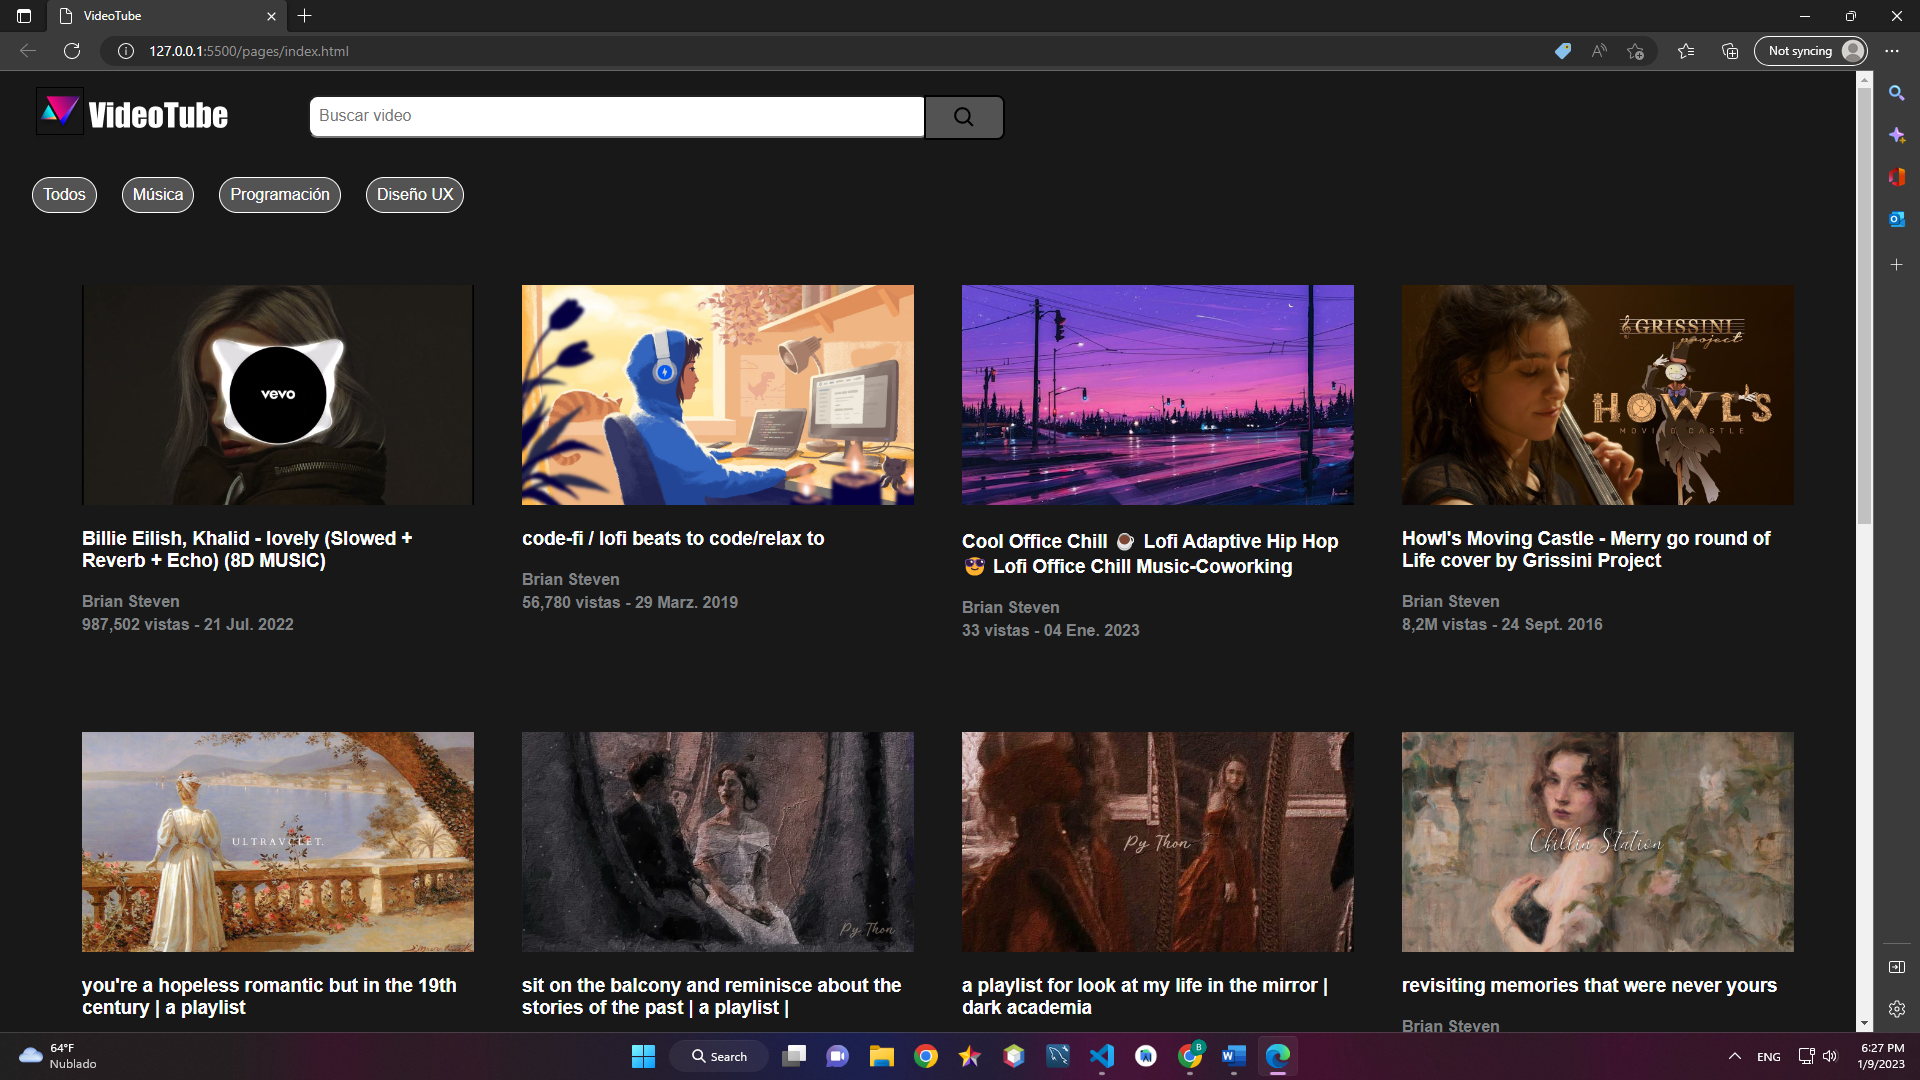 VideoTube
127.0.0.1:5500/pages/index.html
Not syncing
VideoTube
Buscar video
Todos
Música
Programación
Diseño UX
vevo
GRISSINI
project
HOWL'S
MOVING CASTLE
Billie Eilish, Khalid - lovely (Slowed +
Reverb + Echo) (8D MUSIC)
Brian Steven
987,502 vistas - 21 Jul. 2022
code-fi / lofi beats to code/relax to
Brian Steven
56,780 vistas - 29 Marz. 2019
Cool Office Chill ☕ Lofi Adaptive Hip Hop
😎 Lofi Office Chill Music-Coworking
Brian Steven
33 vistas - 04 Ene. 2023
Howl's Moving Castle - Merry go round of
Life cover by Grissini Project
Brian Steven
8,2M vistas - 24 Sept. 2016
ULTRAVIOLET.
Py Thon
Py Thon
Chillin Station
you're a hopeless romantic but in the 19th
century | a playlist
sit on the balcony and reminisce about the
stories of the past | a playlist |
a playlist for look at my life in the mirror |
dark academia
revisiting memories that were never yours
Brian Steven
64°F
Nublado
Search
B
ENG
6:27 PM
1/9/2023